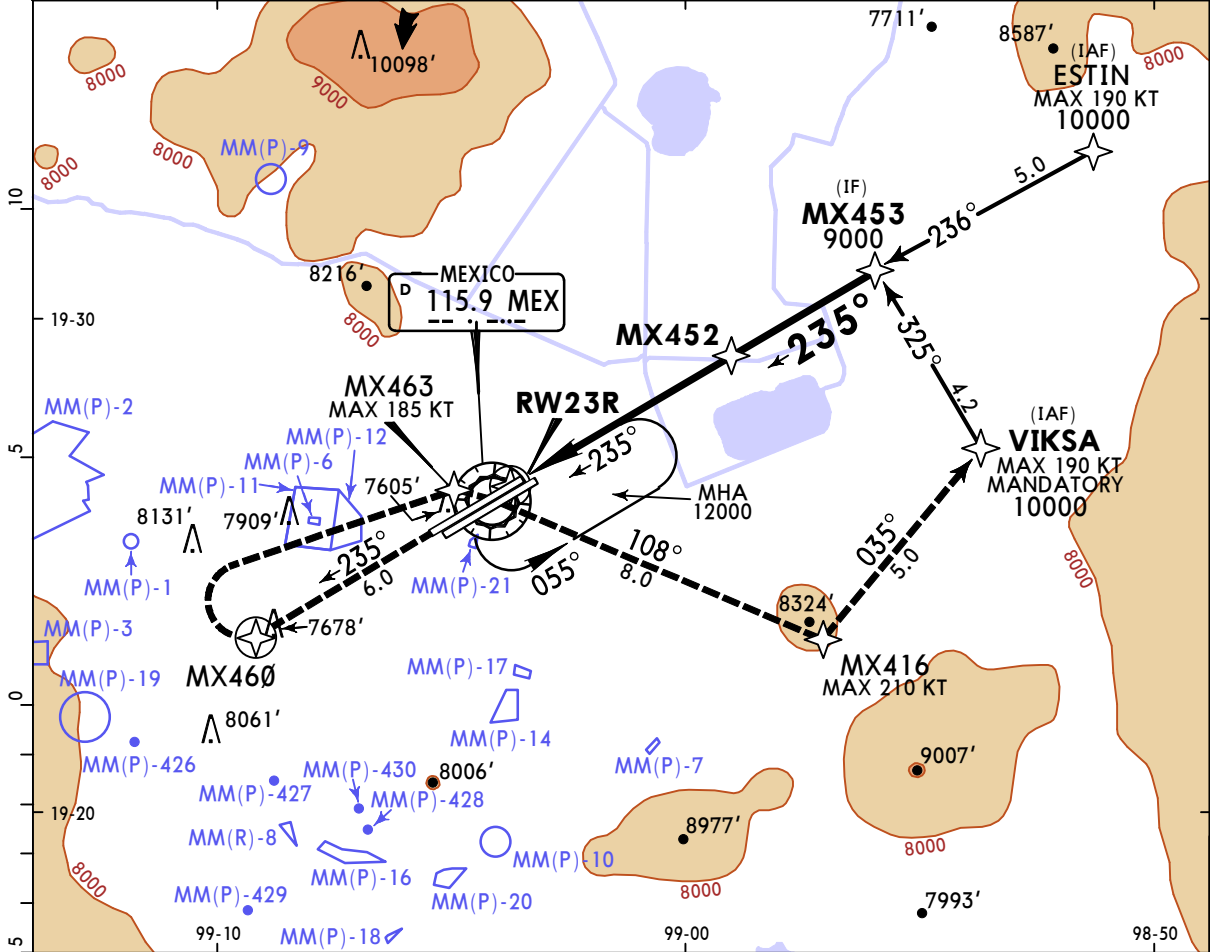 7711'
8587'
(IAF)
ESTIN
MAX 190 KT
10000
8000
8000
10098'
9000
8000
8000
MM(P)-9
10
5.0
(IF)
MX453
9000
236°
8216'
MEXICO
D 115.9 MEX
8000
19-30
MX452
235°
325°
4.2
MX463
MAX 185 KT
RW23R
MM(P)-2
MM(P)-12
MM(P)-6
MM(P)-11
7605'
235°
(IAF)
VIKSA
MAX 190 KT
MANDATORY
10000
5
MHA
12000
8131'
7909'
235°
6.0
108°
8.0
035°
5.0
8000
MM(P)-1
MM(P)-21
055°
8324'
MM(P)-3
7678'
MX460
MX416
MAX 210 KT
MM(P)-17
MM(P)-19
0
8061'
MM(P)-14
MM(P)-426
MM(P)-7
9007'
MM(P)-430
8006'
MM(P)-427
MM(P)-428
19-20
MM(R)-8
8977'
8000
MM(P)-10
MM(P)-16
8000
8000
MM(P)-429
MM(P)-20
7993'
MM(P)-18
5
99-10
99-00
98-50